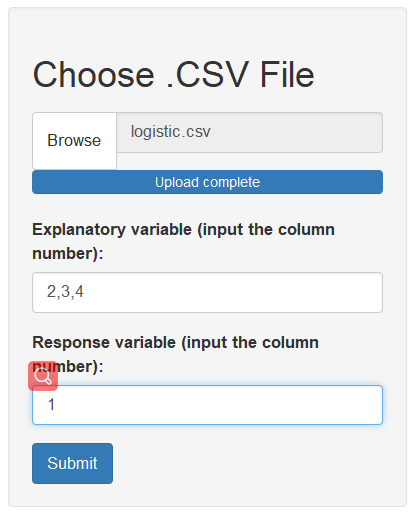 Choose .CSV File
Browse
logistic.csv
Upload complete
Explanatory variable (input the column
number):
2,3,4
Response variable (input the column
number):
1
Submit